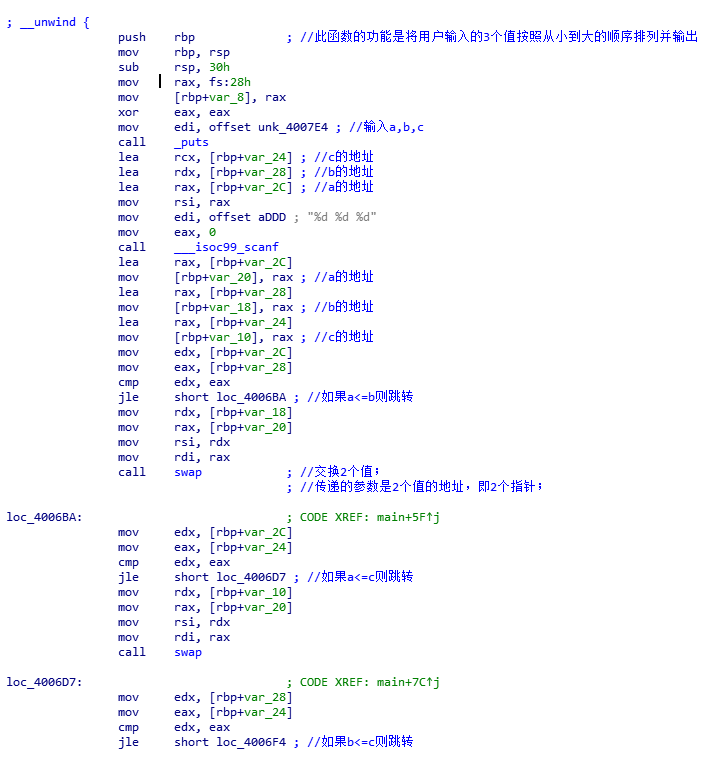 ; __unwind {
push rbp ; //此函数的功能是将用户输入的3个值按照从小到大的顺序排列并输出
mov rbp, rsp
sub rsp, 30h
mov rax, fs:28h
mov [rbp+var_8], rax
xor eax, eax
mov edi, offset unk_4007E4 ; //输入a,b,c
call _puts
lea rcx, [rbp+var_24] ; //c的地址
lea rdx, [rbp+var_28] ; //b的地址
lea rax, [rbp+var_2C] ; //a的地址
mov rsi, rax
mov edi, offset aDDD ; "%d %d %d"
mov eax, 0
call ___isoc99_scanf
lea rax, [rbp+var_2C]
mov [rbp+var_20], rax ; //a的地址
lea rax, [rbp+var_28]
mov [rbp+var_18], rax ; //b的地址
lea rax, [rbp+var_24]
mov [rbp+var_10], rax ; //c的地址
mov edx, [rbp+var_2C]
mov eax, [rbp+var_28]
cmp edx, eax
jle short loc_4006BA ; //如果a<=b则跳转
mov rdx, [rbp+var_18]
mov rax, [rbp+var_20]
mov rsi, rdx
mov rdi, rax
call swap ; //交换2个值;
; //传递的参数是2个值的地址，即2个指针;
loc_4006BA: ; CODE XREF: main+5F↑j
mov edx, [rbp+var_2C]
mov eax, [rbp+var_24]
cmp edx, eax
jle short loc_4006D7 ; //如果a<=c则跳转
mov rdx, [rbp+var_10]
mov rax, [rbp+var_20]
mov rsi, rdx
mov rdi, rax
call swap
loc_4006D7: ; CODE XREF: main+7C↑j
mov edx, [rbp+var_28]
mov eax, [rbp+var_24]
cmp edx, eax
jle short loc_4006F4 ; //如果b<=c则跳转